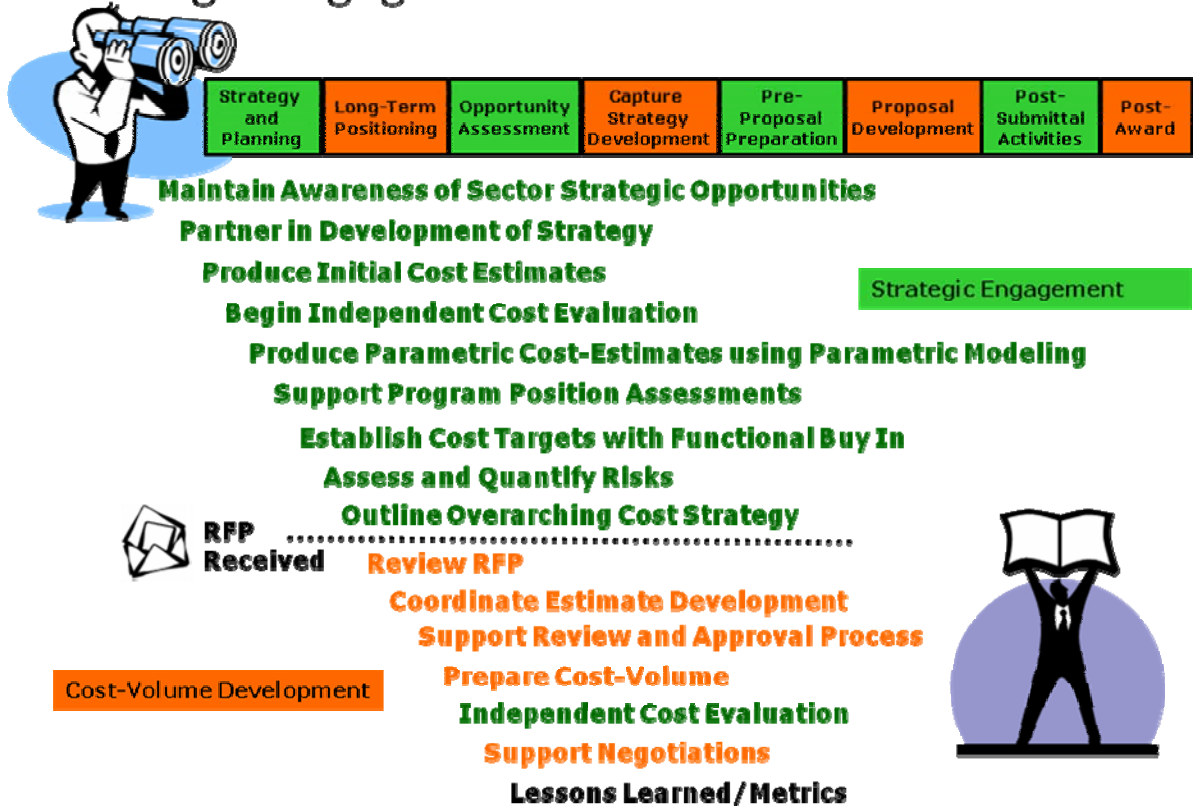 Strategy
and
Planning
Long-Term
Positioning
Opportunity
Assessment
Capture
Strategy
Development
Pre-
Proposal
Preparation
Proposal
Development
Post-
Submittal
Activities
Post-
Award
Maintain Awareness of Sector Strategic Opportunities
Partner in Development of Strategy
Produce Initial Cost Estimates
Strategic Engagement
Begin Independent Cost Evaluation
Produce Parametric Cost-Estimates using Parametric Modeling
Support Program Position Assessments
Establish Cost Targets with Functional Buy In
Assess and Quantify Risks
Outline Overarching Cost Strategy
RFP
Received
Review RFP
Coordinate Estimate Development
Support Review and Approval Process
Prepare Cost-Volume
Cost-Volume Development
Independent Cost Evaluation
Support Negotiations
Lessons Learned/Metrics